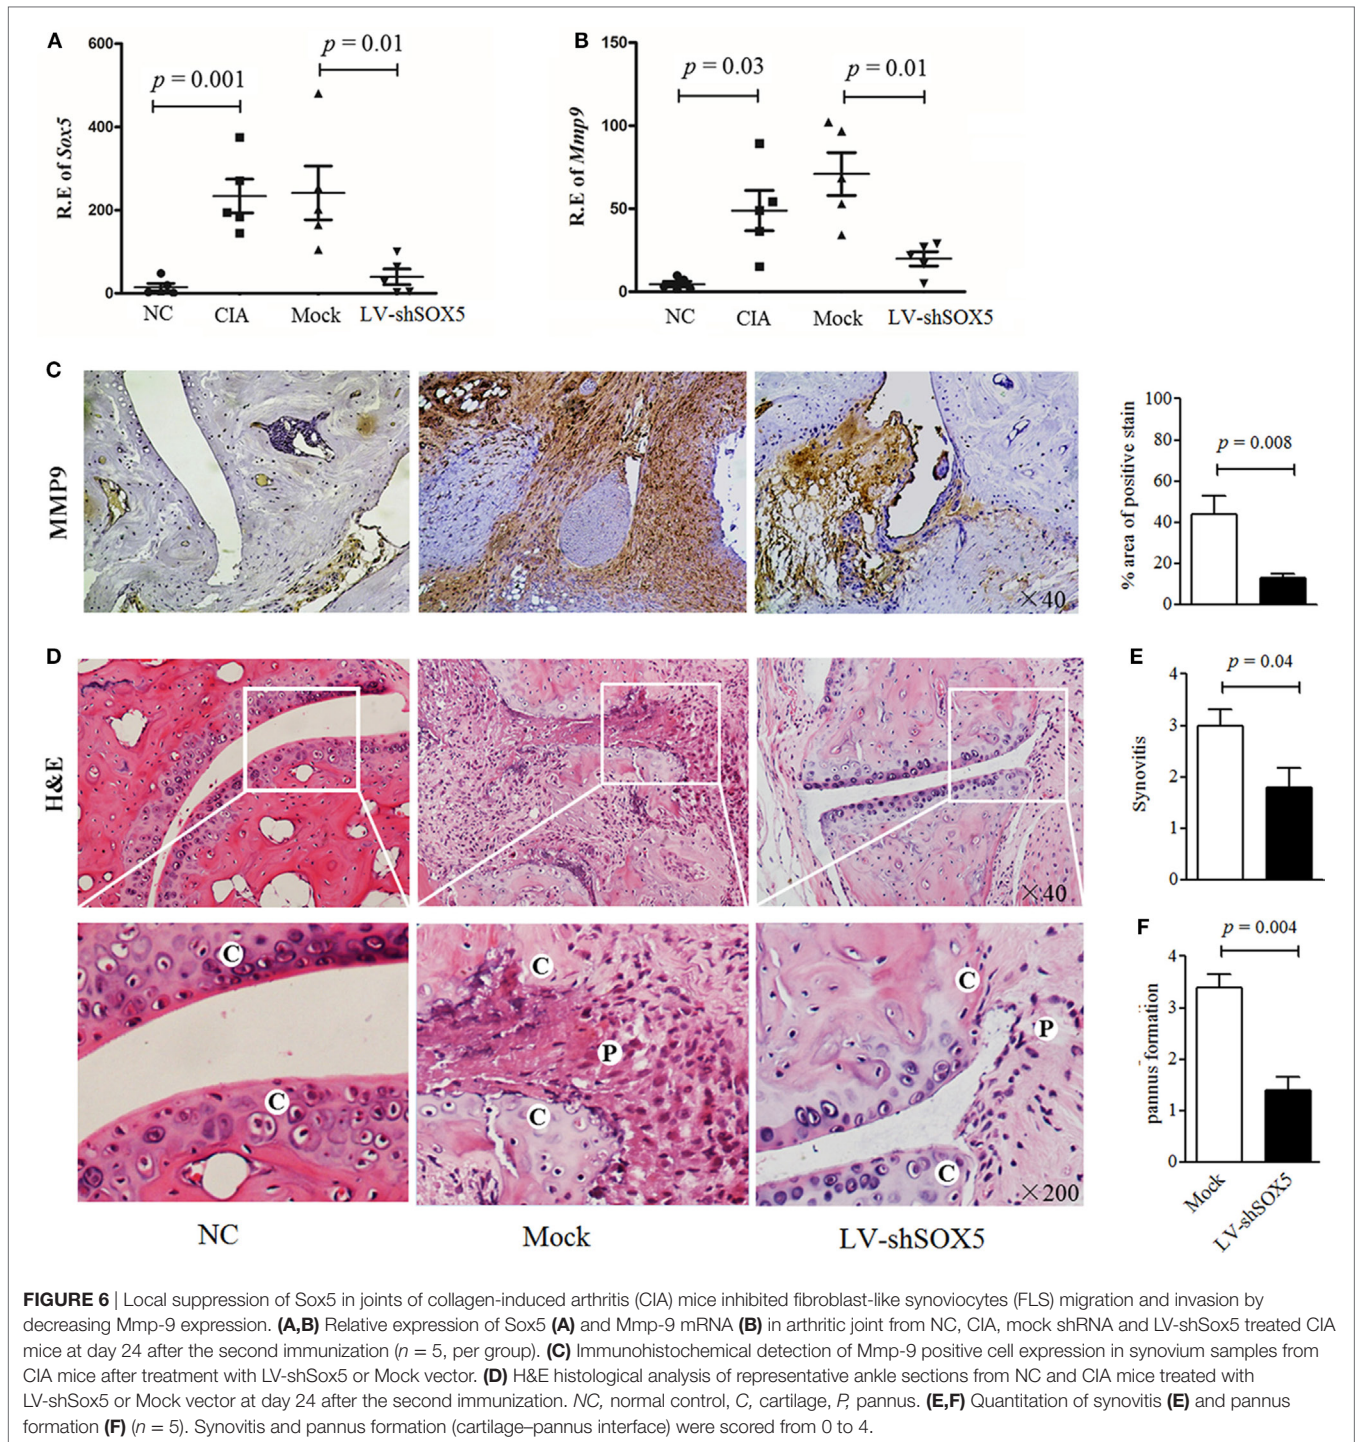 A
600
400
200
0
R.E of Sox5
p = 0.001
p = 0.01
NC
CIA
Mock
LV-shSOX5
B
150
100
50
0
R.E of Mmp9
p = 0.03
p = 0.01
NC
CIA
Mock
LV-shSOX5
C
MMP9
×40
100
80
60
40
20
0
% area of positive stain
p = 0.008
D
H&E
×40
C
C
C
P
C
C
P
C
×200
NC
Mock
LV-shSOX5
E
4
3
2
1
0
Synovitis
p = 0.04
F
4
3
2
1
0
pannus formation
p = 0.004
Mock
LV-shSOX5
FIGURE 6 | Local suppression of Sox5 in joints of collagen-induced arthritis (CIA) mice inhibited fibroblast-like synoviocytes (FLS) migration and invasion by
decreasing Mmp-9 expression. (A,B) Relative expression of Sox5 (A) and Mmp-9 mRNA (B) in arthritic joint from NC, CIA, mock shRNA and LV-shSox5 treated CIA
mice at day 24 after the second immunization (n = 5, per group). (C) Immunohistochemical detection of Mmp-9 positive cell expression in synovium samples from
CIA mice after treatment with LV-shSox5 or Mock vector. (D) H&E histological analysis of representative ankle sections from NC and CIA mice treated with
LV-shSox5 or Mock vector at day 24 after the second immunization. NC, normal control, C, cartilage, P, pannus. (E,F) Quantitation of synovitis (E) and pannus
formation (F) (n = 5). Synovitis and pannus formation (cartilage–pannus interface) were scored from 0 to 4.